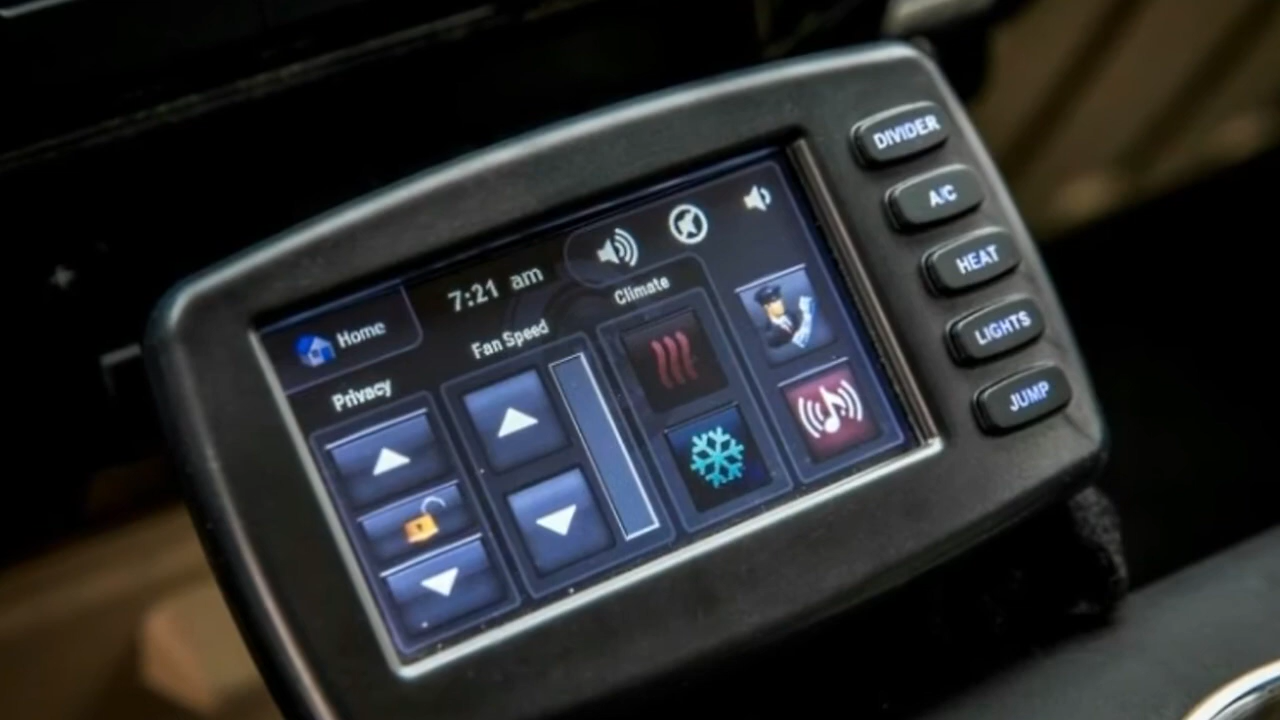 Home
7:21 am
Privacy
Fan Speed
Climate
DIVIDER
A/C
HEAT
LIGHTS
JUMP